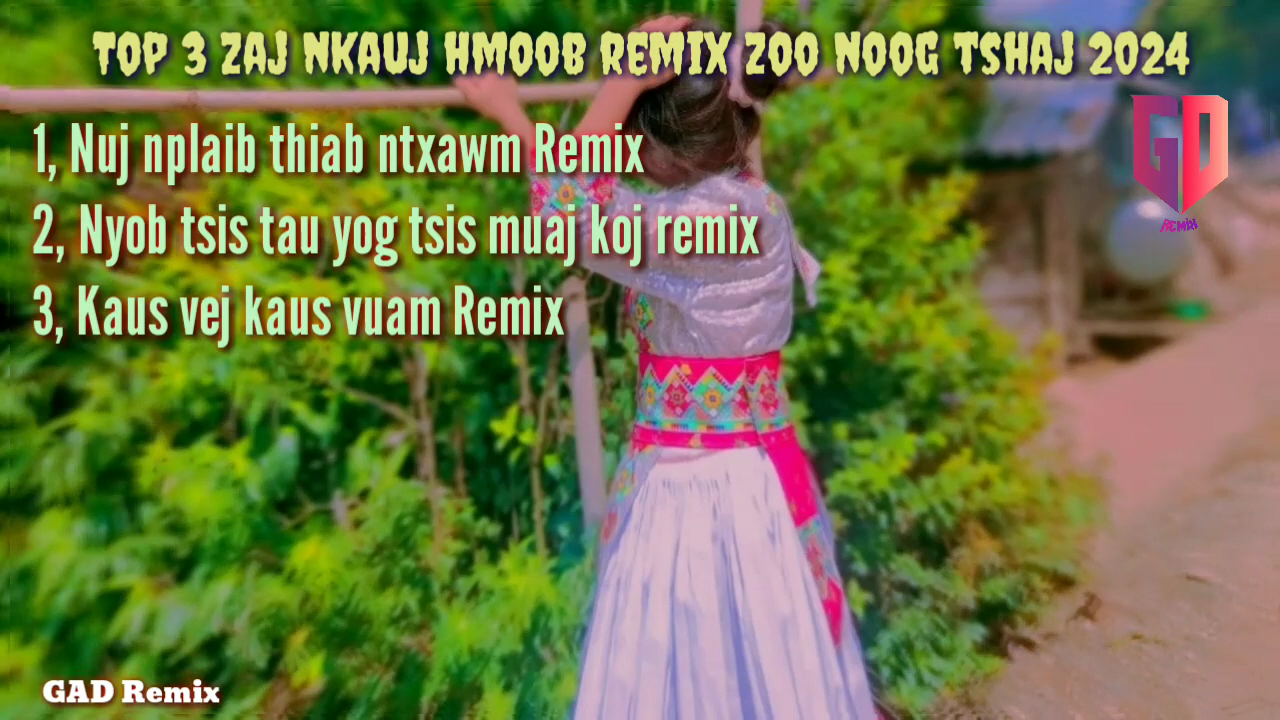 TOP 3 ZAJ NKAUJ HMOOB REMIX ZOO NOOG TSHAJ 2024
GD
REMIX
1, Nuj nplaib thiab ntxawm Remix
2, Nyob tsis tau yog tsis muaj koj remix
3, Kaus vej kaus vuam Remix
GAD Remix